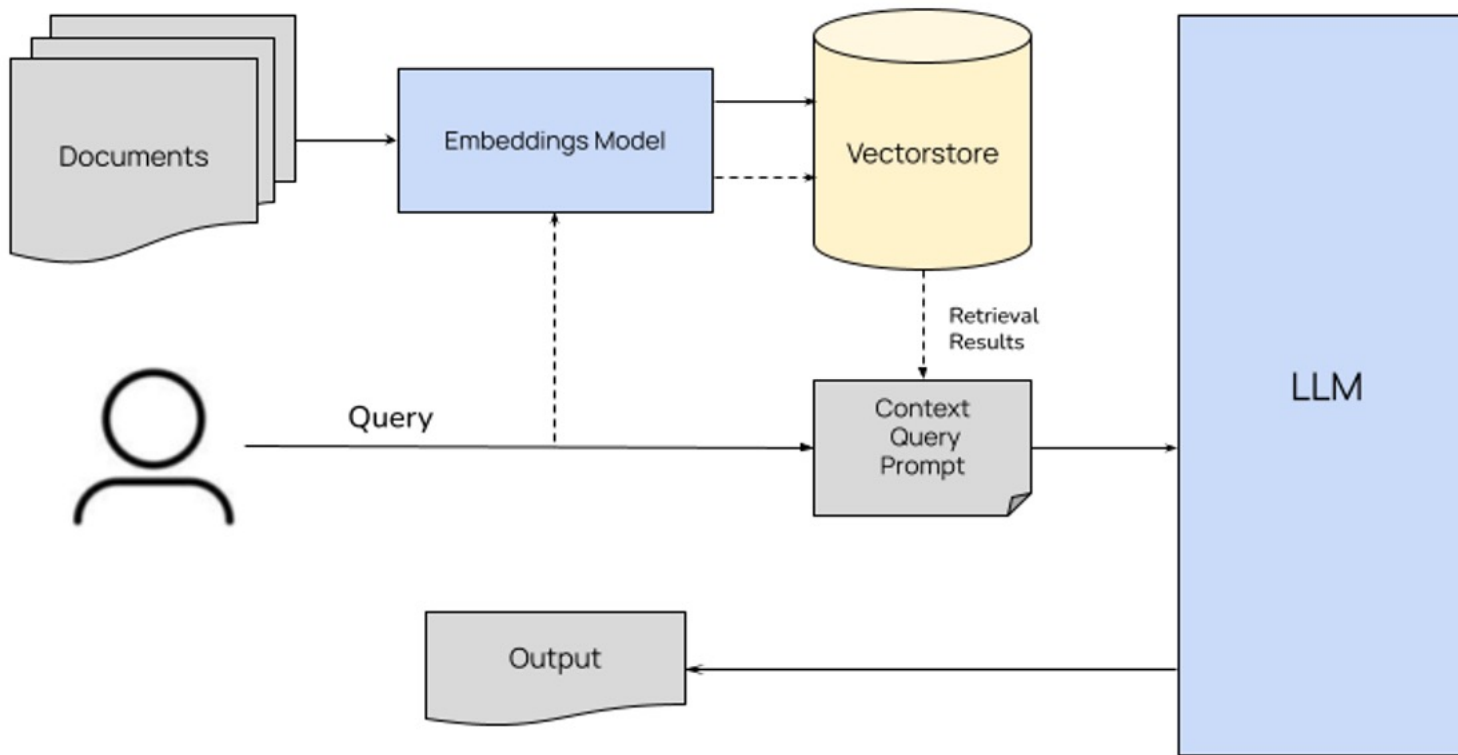 Documents
Embeddings Model
Vectorstore
Retrieval
Results
LLM
Query
Context
Query
Prompt
Output